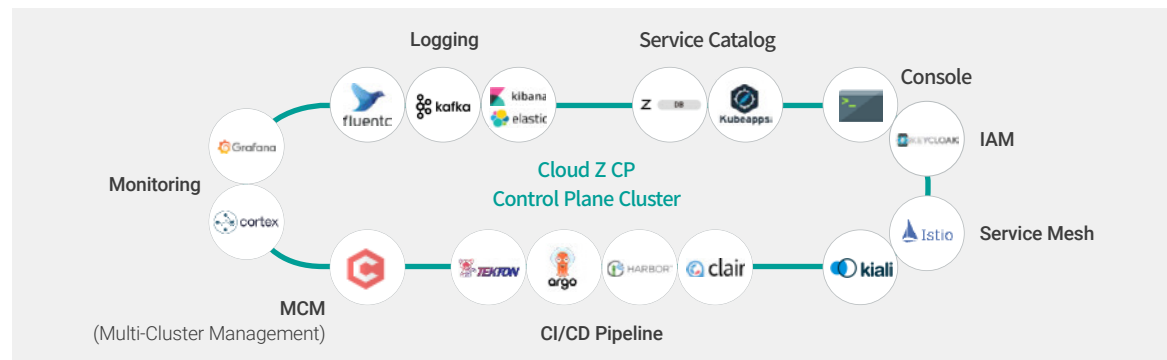 Logging
Service Catalog
Console
fluentc
kafka
kibana
elastic
Z DB
Kubeapps
>_
Grafana
KEYCLOAK
IAM
Monitoring
Cloud Z CP
Control Plane Cluster
cortex
Istio
Service Mesh
TEKTON
argo
HARBOR
clair
kiali
MCM
(Multi-Cluster Management)
CI/CD Pipeline